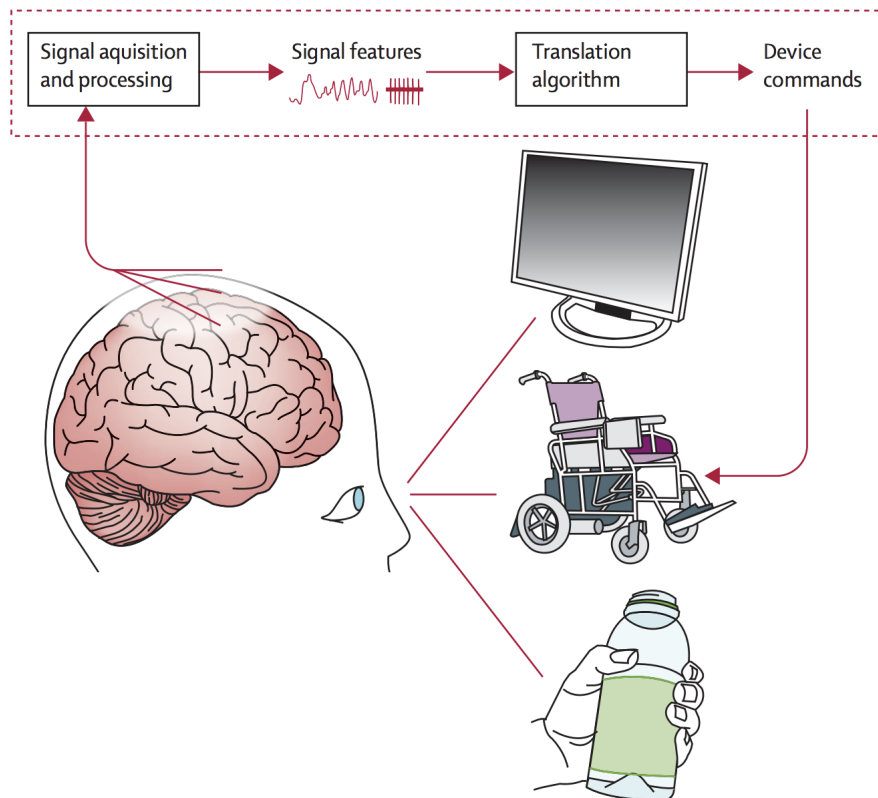 Signal aquisition
and processing
Signal features
Translation
algorithm
Device
commands